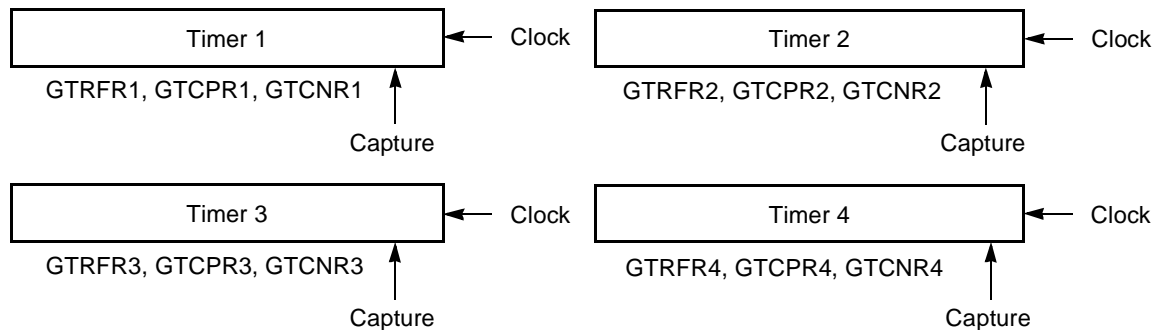 Timer 1
Clock
GTRFR1, GTCPR1, GTCNR1
Capture
Timer 2
Clock
GTRFR2, GTCPR2, GTCNR2
Capture
Timer 3
Clock
GTRFR3, GTCPR3, GTCNR3
Capture
Timer 4
Clock
GTRFR4, GTCPR4, GTCNR4
Capture